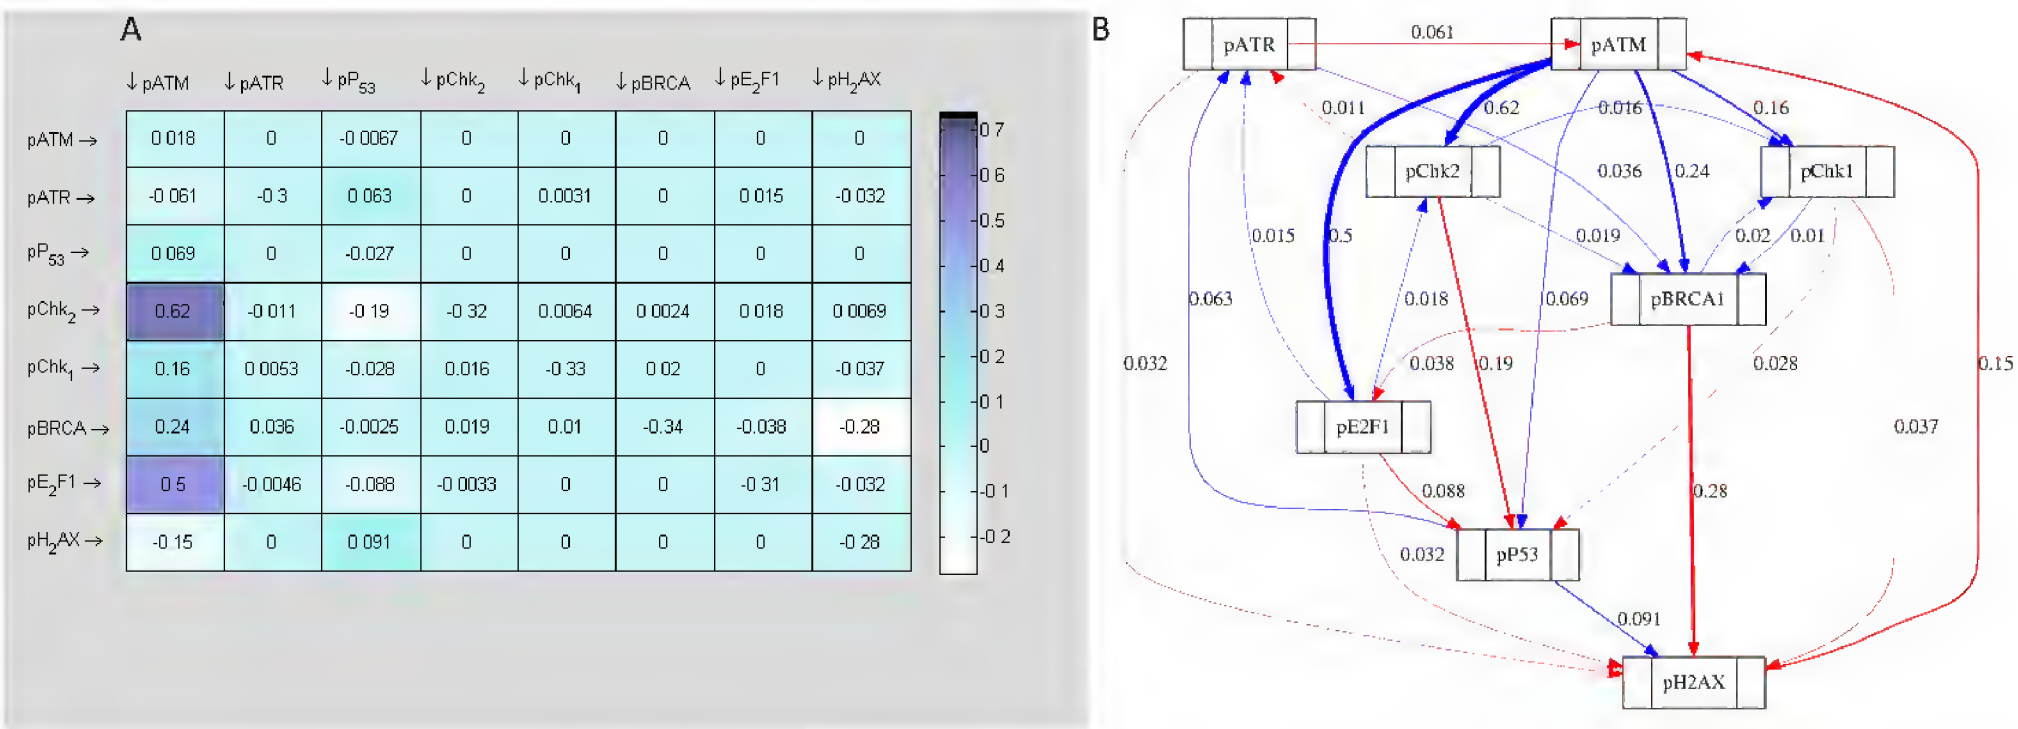 A
↓ pATM ↓ pATR ↓ pP53 ↓ pChk2 ↓ pChk1 ↓ pBRCA ↓ pE2F1 ↓ pH2AX
pATM → 0 018 0 -0 0067 0 0 0 0 0
pATR → -0 061 -0 3 0 063 0 0.0031 0 0 015 -0 032
pP53 → 0 069 0 -0.027 0 0 0 0 0
pChk2 → 0.62 -0 011 -0 19 -0 32 0.0064 0 0024 0 018 0 0069
pChk1 → 0.16 0 0053 -0.028 0.016 -0 33 0 02 0 -0 037
pBRCA → 0.24 0.036 -0.0025 0.019 0.01 -0.34 -0.038 -0.28
pE2F1 → 0 5 -0.0046 -0.088 -0 0033 0 0 -0 31 -0 032
pH2AX → -0.15 0 0 091 0 0 0 0 -0 28
0 7
0 6
0.5
0.4
0.3
0 2
0 1
0
-0 1
-0 2
B
pATR 0.061 pATM
0.011 0.62 0.016 0.16
pChk2 0.036 0.24 pChk1
0.015 0.5 0.019 0.02 0.01
0.063 0.018 0.069 pBRCA1
0.032 0.038 0.19 0.028 0.15
pE2F1 0.037
0.088 0.28
0.032 pP53
0.091
pH2AX